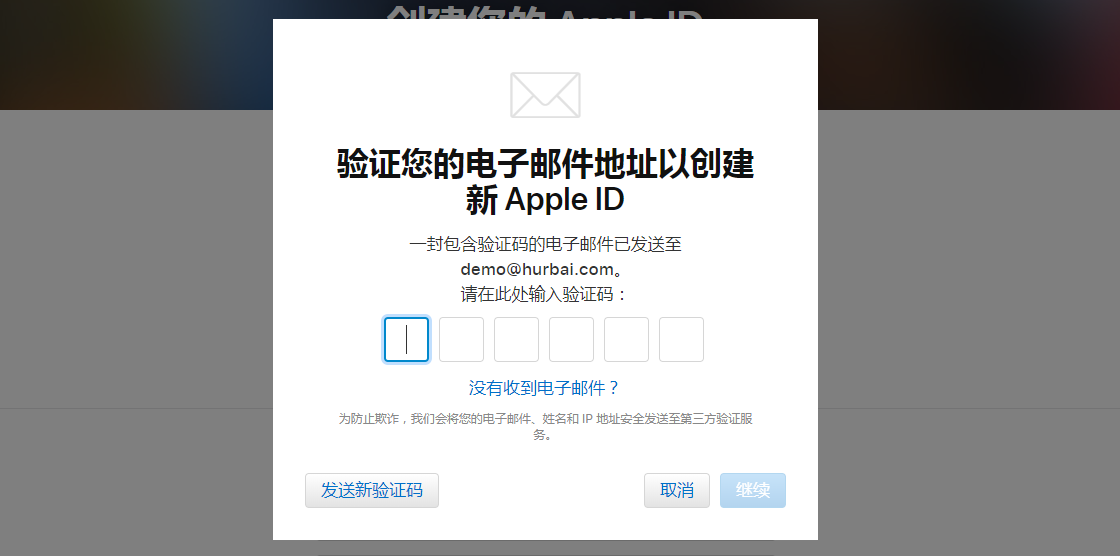 创建您的 Apple ID
验证您的电子邮件地址以创建
新 Apple ID
一封包含验证码的电子邮件已发送至
demo@hurbai.com。
请在此处输入验证码：
没有收到电子邮件？
为防止欺诈，我们会将您的电子邮件、姓名和 IP 地址安全发送至第三方验证服
务。
发送新验证码
取消
继续